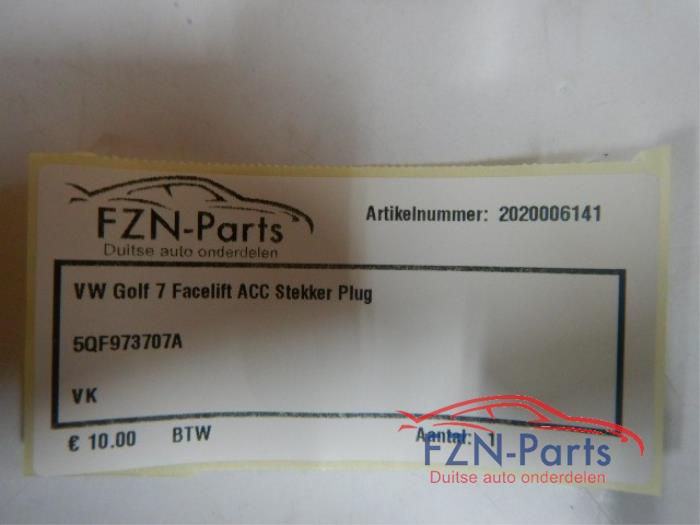 FZN-Parts
Duitse auto onderdelen
Artikelnummer: 2020006141
VW Golf 7 Facelift ACC Stekker Plug
5QF973707A
VK
€ 10.00 BTW Aantal: 1
FZN-Parts
Duitse auto onderdelen